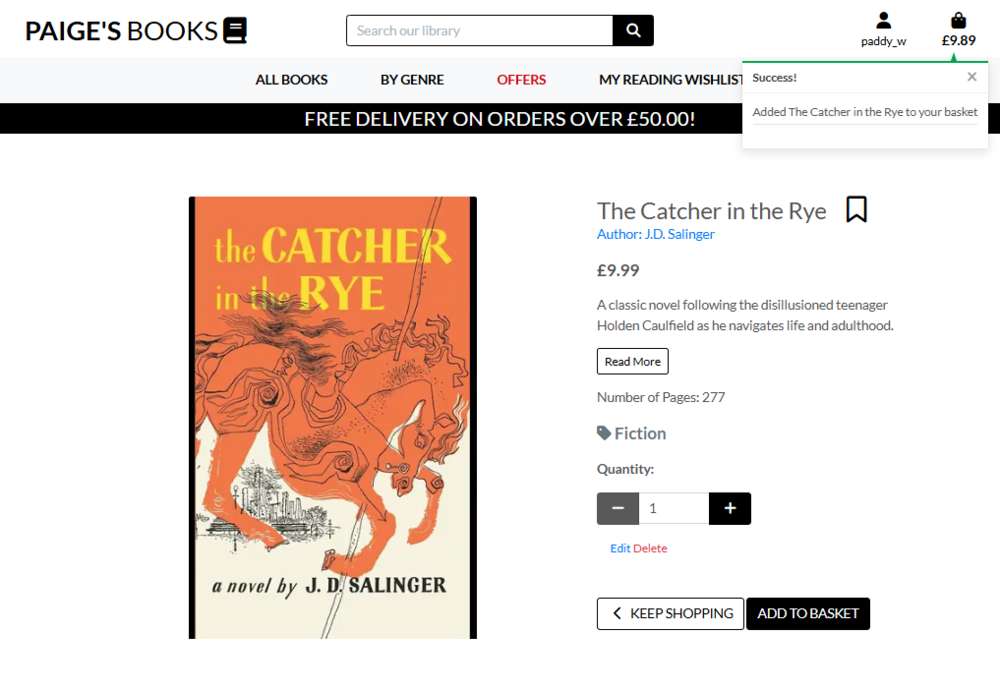 PAIGE'S BOOKS
Search our library
paddy_w
£9.89
ALL BOOKS
BY GENRE
OFFERS
MY READING WISHLIST
Success!
×
Added The Catcher in the Rye to your basket
FREE DELIVERY ON ORDERS OVER £50.00!
the CATCHER
in the RYE
a novel by J. D. SALINGER
The Catcher in the Rye
Author: J.D. Salinger
£9.99
A classic novel following the disillusioned teenager
Holden Caulfield as he navigates life and adulthood.
Read More
Number of Pages: 277
Fiction
Quantity:
− 1 +
Edit Delete
KEEP SHOPPING
ADD TO BASKET